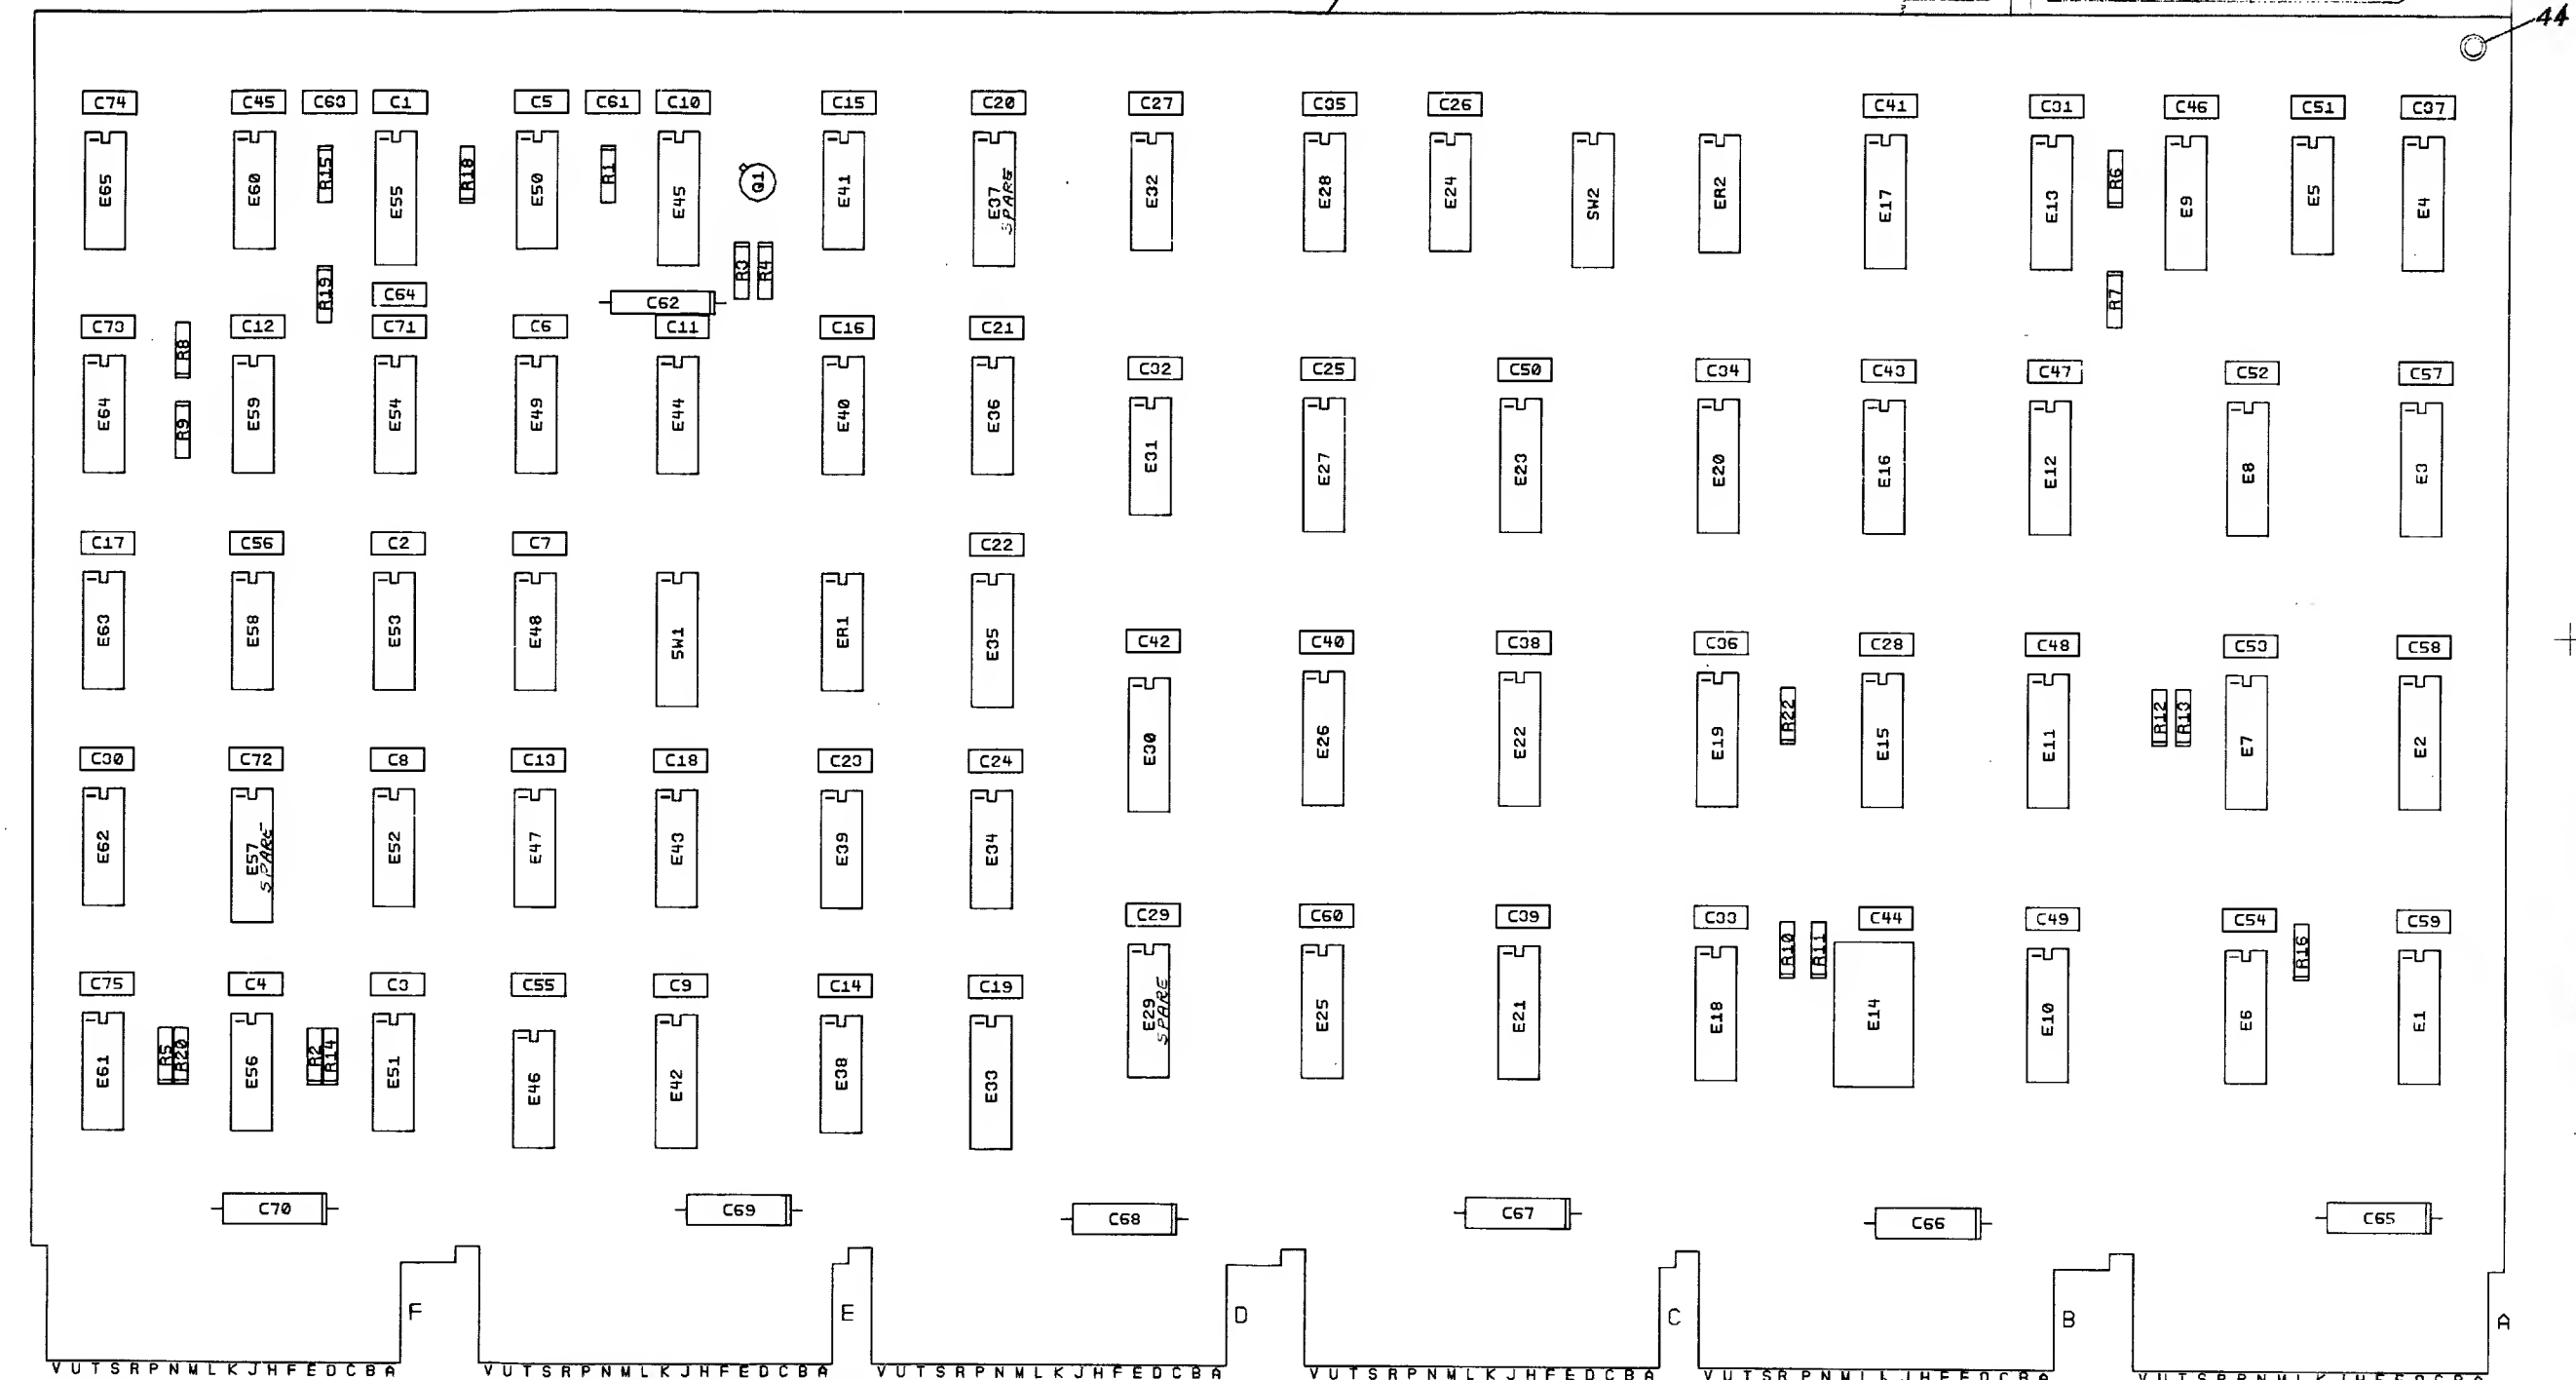 44
C74 C45 C63 C1 C5 C61 C10 C15 C20 C27 C35 C26 C41 C31 C46 C51 C37
E65 E60 R15 E55 R18 E50 R1 E45 Q1 E41 E37 SPARE E32 E28 E24 SW2 ER2 E17 E13 R6 E9 E5 E4
R19 C64 C62 R3 R4 R7
C73 R8 C12 C71 C6 C11 C16 C21 C32 C25 C50 C34 C43 C47 C52 C57
E64 R9 E59 E54 E49 E44 E40 E36 E31 E27 E23 E20 E16 E12 E8 E3
C17 C56 C2 C7 C22
E63 E58 E53 E48 SW1 ER1 E35
C42 C40 C38 C36 C28 C48 C53 C58
E30 E26 E22 E19 R22 E15 E11 R12 R13 E7 E2
C30 C72 C8 C13 C18 C23 C24
E62 E57 SPARE E52 E47 E43 E39 E34
C29 C60 C39 C33 C44 C49 C54 C59
E29 SPARE E25 E21 E18 R10 R11 E14 E10 E6 R16 E1
C75 C4 C3 C55 C9 C14 C19
E61 R5 R20 E56 R2 R14 E51 E46 E42 E38 E33
C70 C69 C68 C67 C66 C65
F E D C B A
V U T S R P N M L K J H F E D C B A V U T S R P N M L K J H F E D C B A V U T S R P N M L K J H F E D C B A V U T S R P N M L K J H F E D C B A V U T S R P N M L K J H F E D C B A V U T S R P N M L K J H F E D C B A